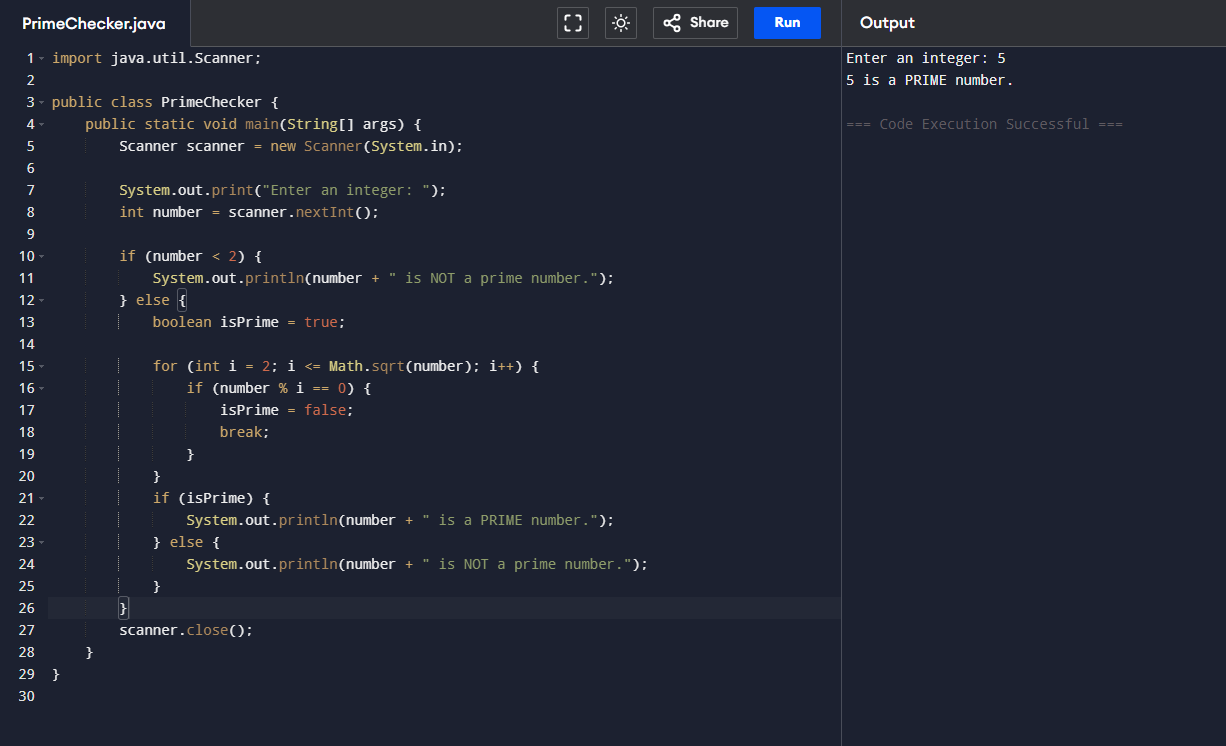 PrimeChecker.java
Share
Run
Output
1 import java.util.Scanner;
2
3 public class PrimeChecker {
4     public static void main(String[] args) {
5         Scanner scanner = new Scanner(System.in);
6
7         System.out.print("Enter an integer: ");
8         int number = scanner.nextInt();
9
10         if (number < 2) {
11             System.out.println(number + " is NOT a prime number.");
12         } else {
13             boolean isPrime = true;
14
15             for (int i = 2; i <= Math.sqrt(number); i++) {
16                 if (number % i == 0) {
17                     isPrime = false;
18                     break;
19                 }
20             }
21             if (isPrime) {
22                 System.out.println(number + " is a PRIME number.");
23             } else {
24                 System.out.println(number + " is NOT a prime number.");
25             }
26         }
27         scanner.close();
28     }
29 }
30
Enter an integer: 5
5 is a PRIME number.
=== Code Execution Successful ===